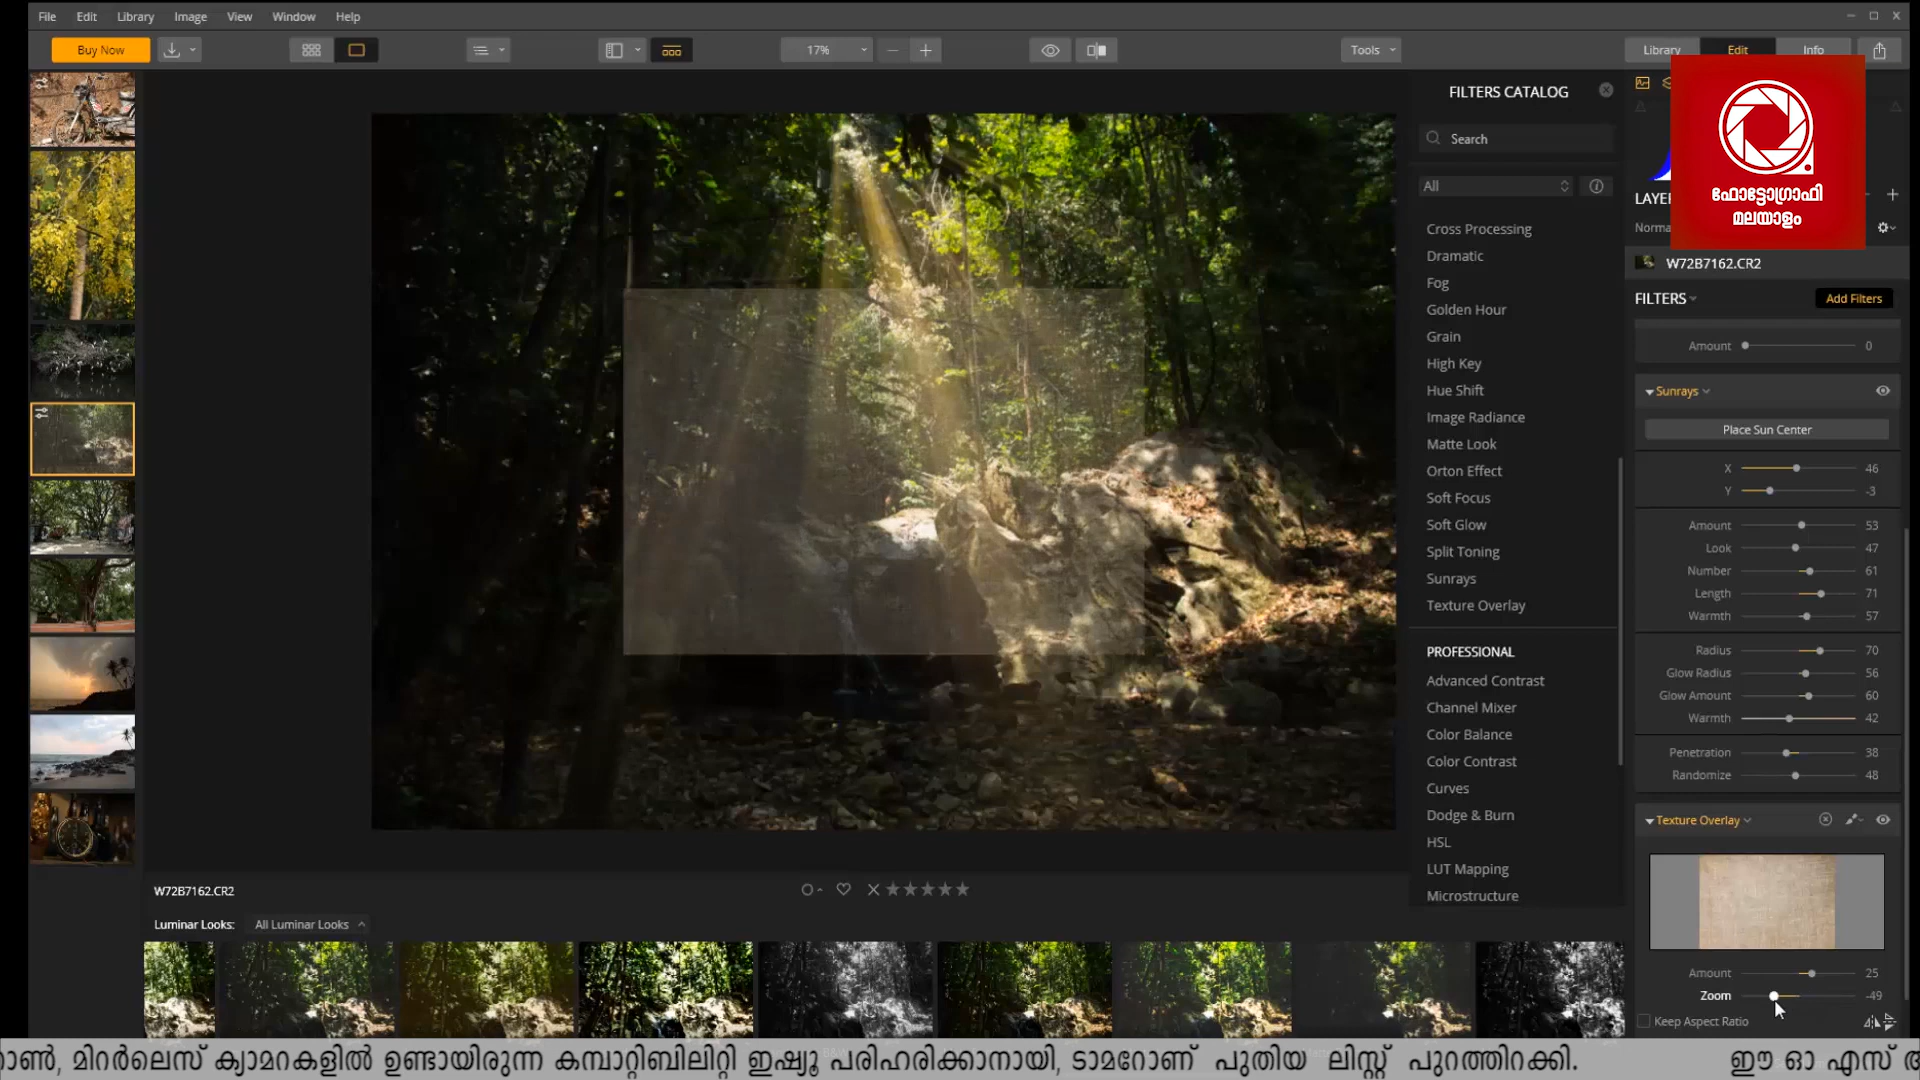 File Edit Library Image View Window Help
Buy Now 17% Tools Library Edit Info
FILTERS CATALOG
Search
All
Cross Processing
Dramatic
Fog
Golden Hour
Grain
High Key
Hue Shift
Image Radiance
Matte Look
Orton Effect
Soft Focus
Soft Glow
Split Toning
Sunrays
Texture Overlay
PROFESSIONAL
Advanced Contrast
Channel Mixer
Color Balance
Color Contrast
Curves
Dodge & Burn
HSL
LUT Mapping
Microstructure
ഫോട്ടോഗ്രാഫി
മലയാളം
W72B7162.CR2
FILTERS Add Filters
Amount 0
Sunrays
Place Sun Center
X 46
Y -3
Amount 53
Look 47
Number 61
Length 71
Warmth 57
Radius 70
Glow Radius 56
Glow Amount 60
Warmth 42
Penetration 38
Randomize 48
Texture Overlay
Amount 25
Zoom -49
Keep Aspect Ratio
W72B7162.CR2
Luminar Looks: All Luminar Looks
മിറർലെസ് ക്യാമറകളിൽ ഉണ്ടായിരുന്ന കമ്പാറ്റിബിലിറ്റി ഇഷ്യൂ പരിഹരിക്കാനായി, ടാമറോണ് പുതിയ ലിസ്റ്റ് പുറത്തിറക്കി. ഈ ഓ എസ്